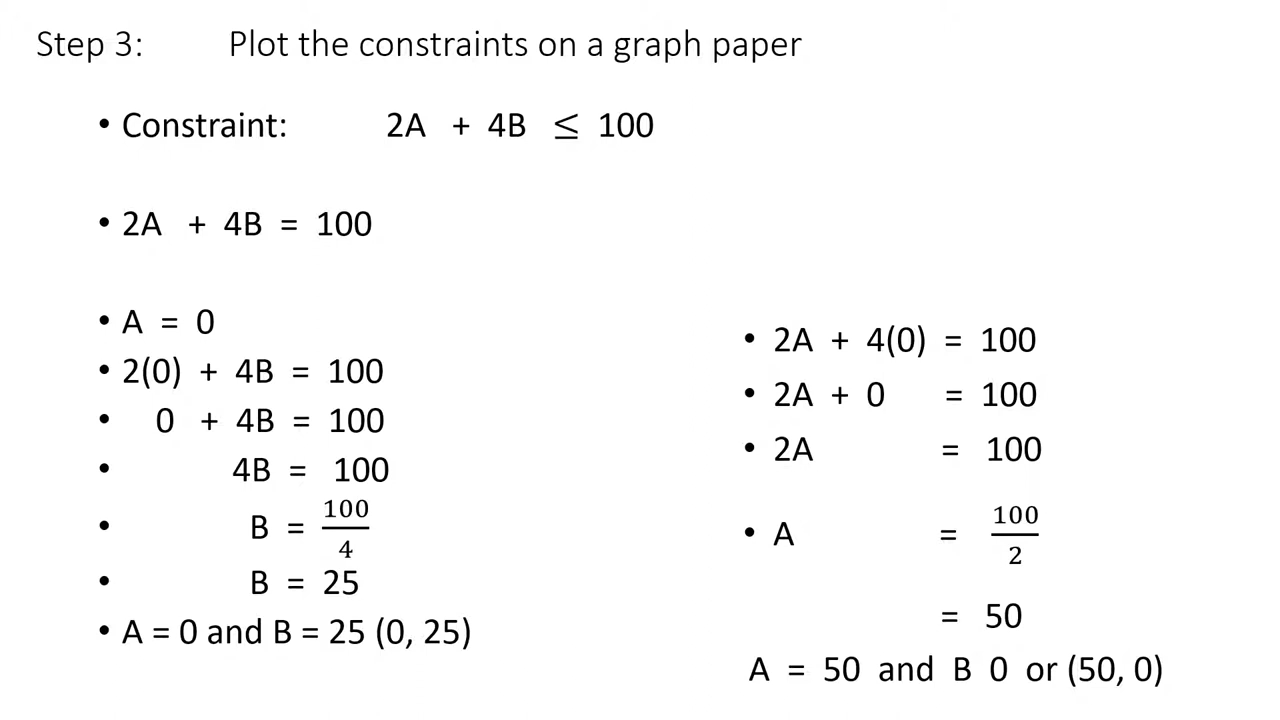 Step 3: Plot the constraints on a graph paper
• Constraint: 2A + 4B ≤ 100
• 2A + 4B = 100
• A = 0
• 2(0) + 4B = 100
• 0 + 4B = 100
• 4B = 100
• B = 100/4
• B = 25
• A = 0 and B = 25 (0, 25)
• 2A + 4(0) = 100
• 2A + 0 = 100
• 2A = 100
• A = 100/2
= 50
A = 50 and B 0 or (50, 0)